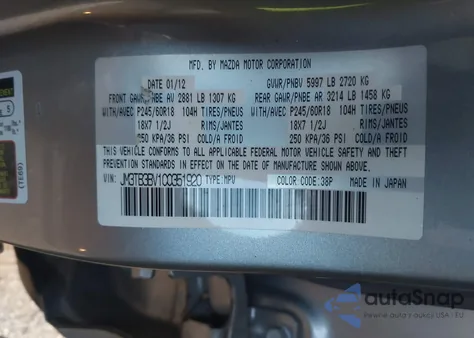 MFD. BY MAZDA MOTOR CORPORATION
DATE 01/12 GVWR/PNBV 5997 LB 2720 KG
FRONT GAWR/PNBE AV 2881 LB 1307 KG REAR GAWR/PNBE AR 3214 LB 1458 KG
WITH/AVEC P245/60R18 104H TIRES/PNEUS WITH/AVEC P245/60R18 104H TIRES/PNEUS
18X7 1/2J RIMS/JANTES 18X7 1/2J RIMS/JANTES
250 KPA/36 PSI COLD/A FROID 250 KPA/36 PSI COLD/A FROID
THIS VEHICLE CONFORMS TO ALL APPLICABLE FEDERAL MOTOR VEHICLE SAFETY, BUMPER AND THEFT
PREVENTION STANDARDS IN EFFECT ON THE DATE OF MANUFACTURE SHOWN ABOVE.
VIN: JM3TB3BV1C0351920 TYPE:MPV COLOR CODE:38P MADE IN JAPAN
5
(TE69)
autoSnap